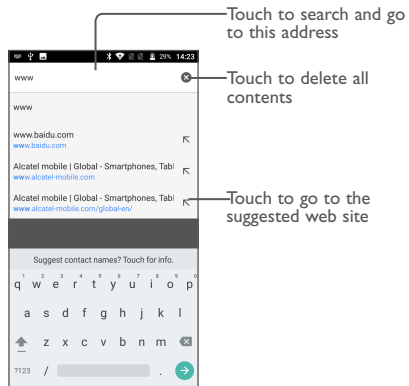 Touch to search and go
to this address
29% 14:23
www
Touch to delete all
contents
www
www.baidu.com
www.baidu.com
Alcatel mobile | Global - Smartphones, Tabl
www.alcatel-mobile.com
Alcatel mobile | Global - Smartphones, Tabl
www.alcatel-mobile.com/global-en/
Touch to go to the
suggested web site
Suggest contact names? Touch for info.
1 2 3 4 5 6 7 8 9 0
q w e r t y u i o p
a s d f g h j k l
z x c v b n m
?123 / .